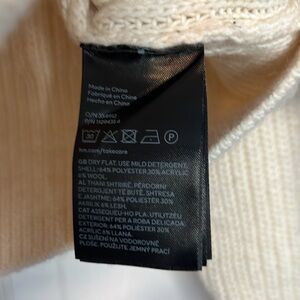 Made in China
Fabriqué en Chine
Hecho en China
O/N
P/N
30 P
hm.com/takecare
GB DRY FLAT. USE MILD DETERGENT.
SHELL: 64% POLYESTER 30% ACRYLIC
6% WOOL
AL THANI SHTRIRË. PËRDORNI
DETERGJENT TË BUTË. SHTRESA
E JASHTME: 64% POLIESTËR 30%
AKRILIK 6% LESH.
CAT ASSEQUEU-HO PLA. UTILITZEU
DETERGENT PER A ROBA DELICADA.
EXTERIOR: 64% POLIÈSTER 30%
ACRÍLIC 6% LLANA.
CZ SUŠENÍ NA VODOROVNÉ
PLOŠE. POUŽIJTE JEMNÝ PRACÍ